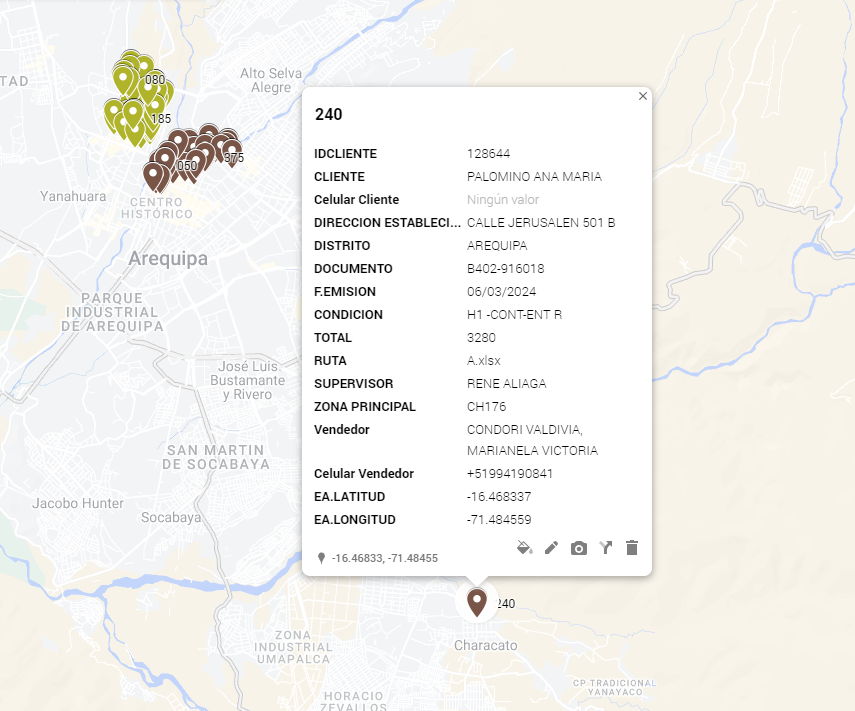 TAD
Alto Selva
Alegre
080
185
050
375
Yanahuara
CENTRO
HISTÓRICO
Arequipa
PARQUE
INDUSTRIAL
DE AREQUIPA
José Luis
Bustamante
y Rivero
SAN MARTIN
DE SOCABAYA
Jacobo Hunter
Socabaya
240
IDCLIENTE 128644
CLIENTE PALOMINO ANA MARIA
Celular Cliente Ningún valor
DIRECCION ESTABLECI... CALLE JERUSALEN 501 B
DISTRITO AREQUIPA
DOCUMENTO B402-916018
F.EMISION 06/03/2024
CONDICION H1 -CONT-ENT R
TOTAL 3280
RUTA A.xlsx
SUPERVISOR RENE ALIAGA
ZONA PRINCIPAL CH176
Vendedor CONDORI VALDIVIA,
MARIANELA VICTORIA
Celular Vendedor +51994190841
EA.LATITUD -16.468337
EA.LONGITUD -71.484559
-16.46833, -71.48455
240
Characato
ZONA
INDUSTRIAL
UMAPALCA
CP TRADICIONAL
YANAYACO
HORACIO
ZEVALLOS